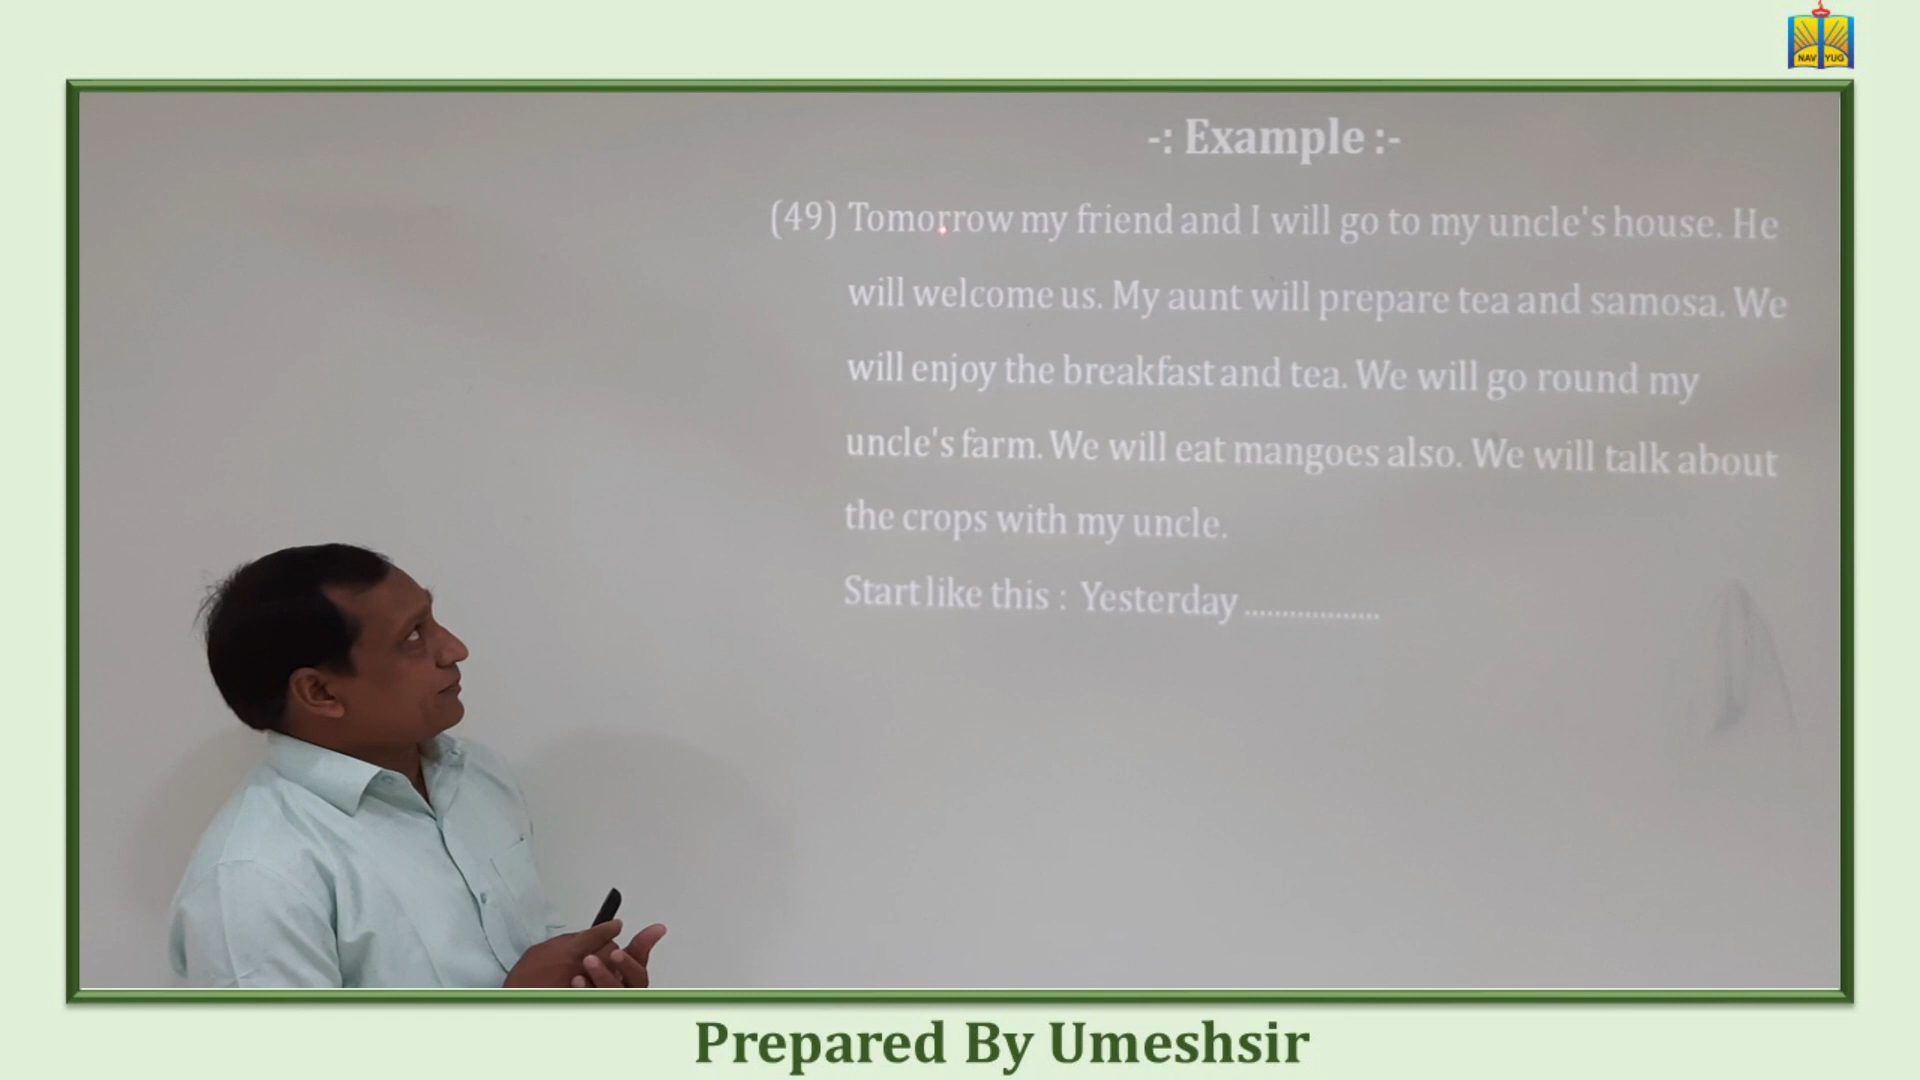 NAV YUG
-: Example :-
(49) Tomorrow my friend and I will go to my uncle's house. He
will welcome us. My aunt will prepare tea and samosa. We
will enjoy the breakfast and tea. We will go round my
uncle's farm. We will eat mangoes also. We will talk about
the crops with my uncle.
Start like this : Yesterday ..................
Prepared By Umeshsir